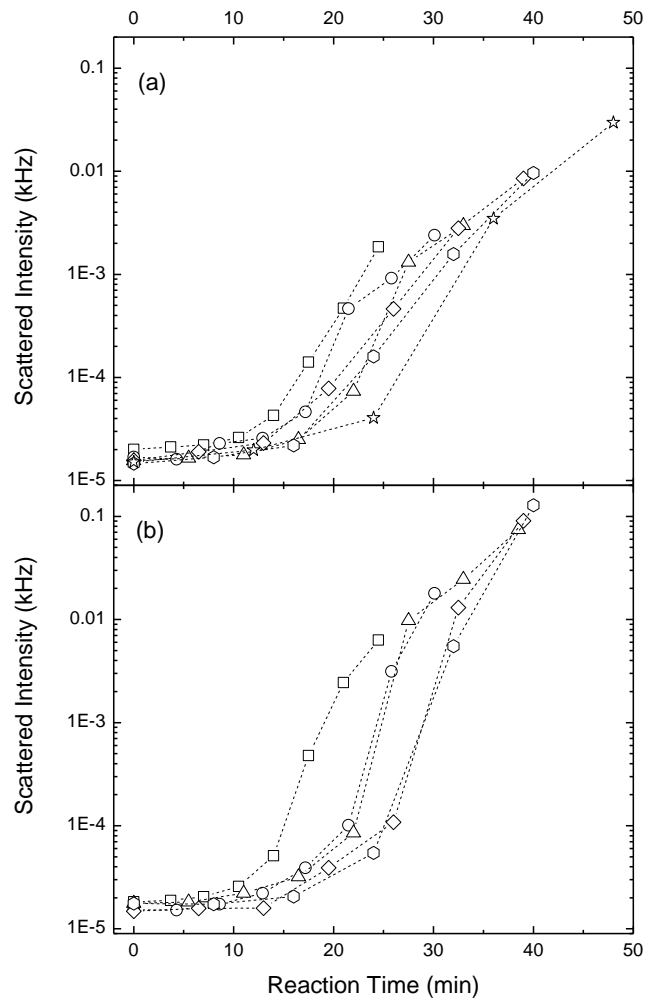 0 10 20 30 40 50
0.1
(a)
0.01
1E-3
1E-4
1E-5
Scattered Intensity (kHz)
0.1
(b)
0.01
1E-3
1E-4
1E-5
Scattered Intensity (kHz)
0 10 20 30 40 50
Reaction Time (min)